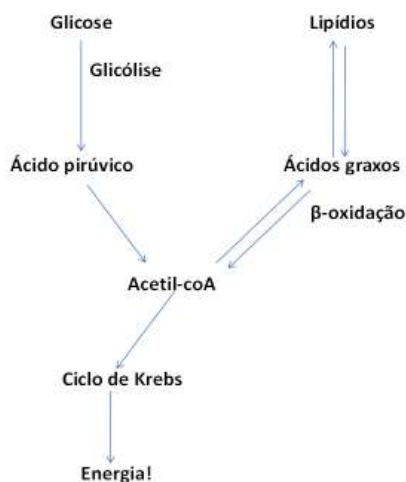 Glicose
Lipídios
Glicólise
Ácido pirúvico
Ácidos graxos
β-oxidação
Acetil-coA
Ciclo de Krebs
Energia!